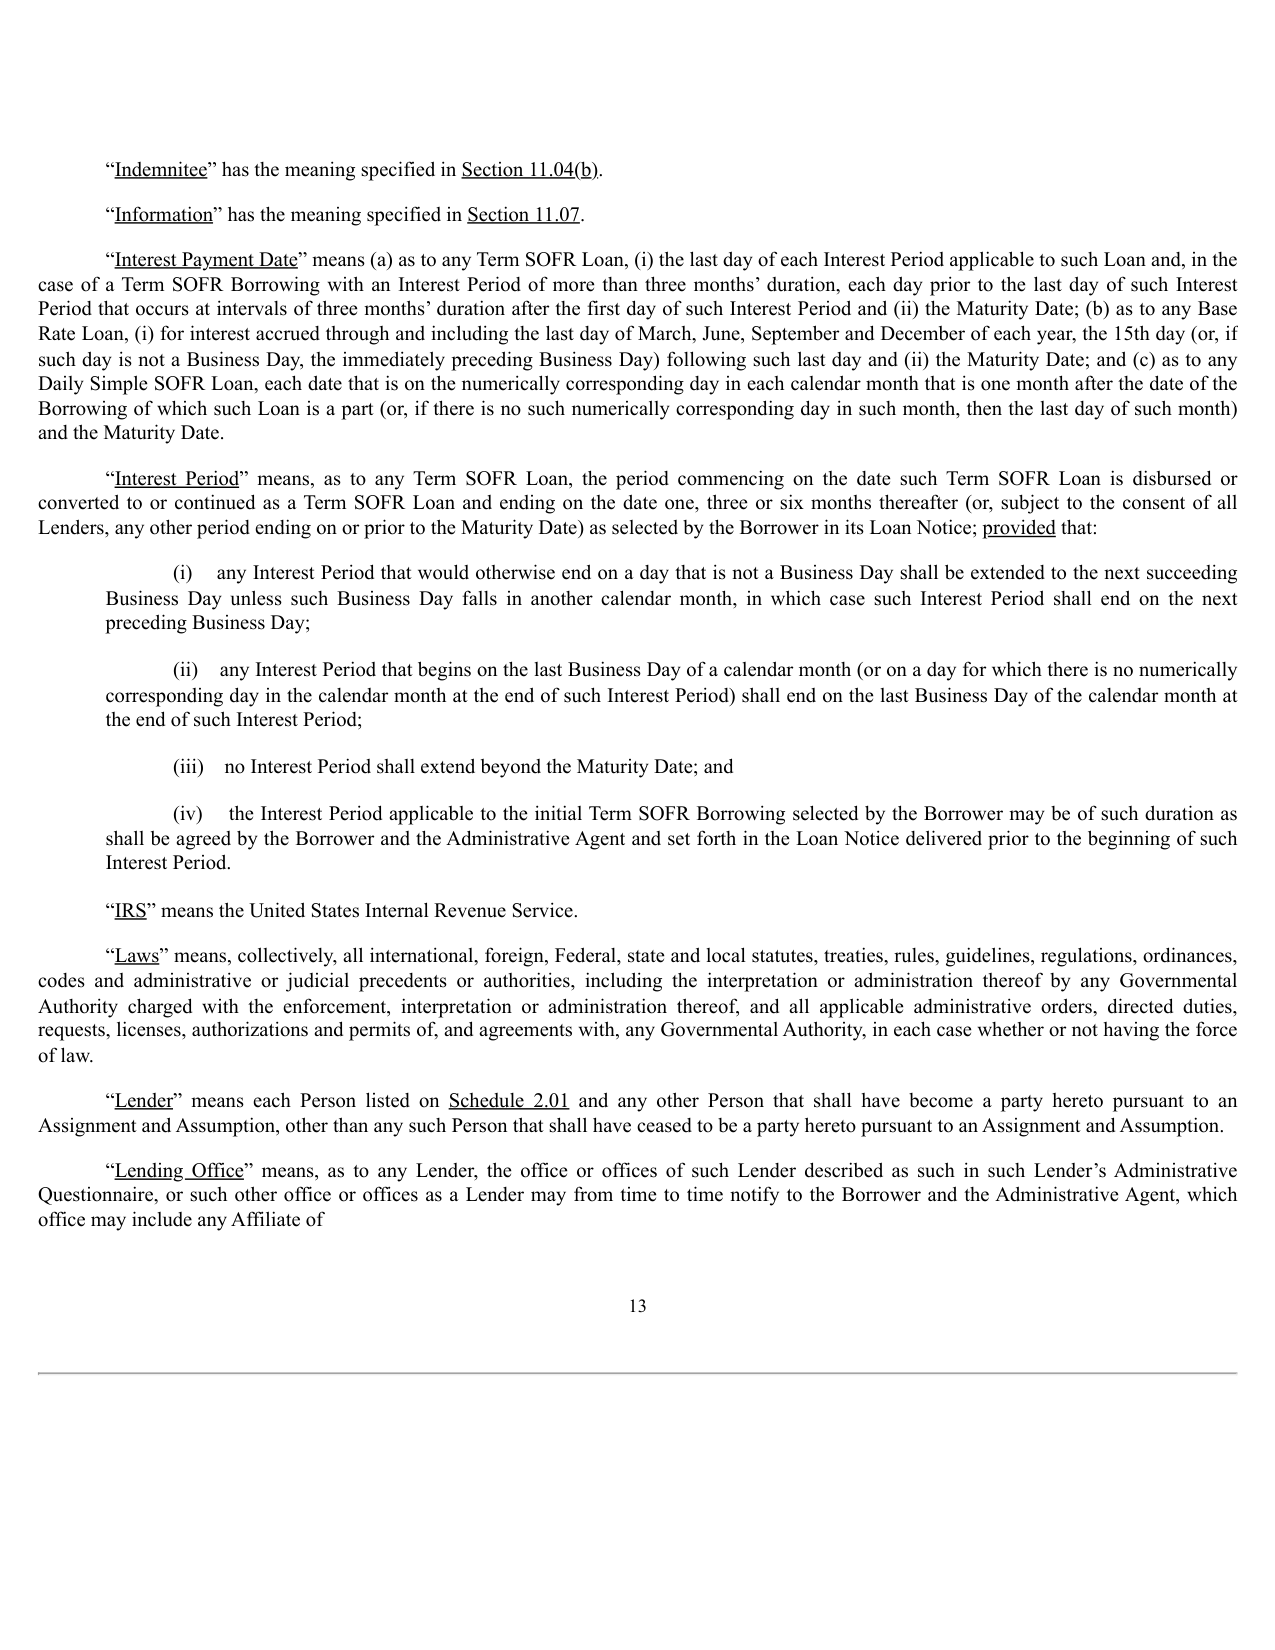 “Indemnitee” has the meaning specified in Section 11.04(b).
“Information” has the meaning specified in Section 11.07.
“Interest Payment Date” means (a) as to any Term SOFR Loan, (i) the last day of each Interest Period applicable to such Loan and, in the
case of a Term SOFR Borrowing with an Interest Period of more than three months’ duration, each day prior to the last day of such Interest
Period that occurs at intervals of three months’ duration after the first day of such Interest Period and (ii) the Maturity Date; (b) as to any Base
Rate Loan, (i) for interest accrued through and including the last day of March, June, September and December of each year, the 15th day (or, if
such day is not a Business Day, the immediately preceding Business Day) following such last day and (ii) the Maturity Date; and (c) as to any
Daily Simple SOFR Loan, each date that is on the numerically corresponding day in each calendar month that is one month after the date of the
Borrowing of which such Loan is a part (or, if there is no such numerically corresponding day in such month, then the last day of such month)
and the Maturity Date.
“Interest Period” means, as to any Term SOFR Loan, the period commencing on the date such Term SOFR Loan is disbursed or
converted to or continued as a Term SOFR Loan and ending on the date one, three or six months thereafter (or, subject to the consent of all
Lenders, any other period ending on or prior to the Maturity Date) as selected by the Borrower in its Loan Notice; provided that:
(i) any Interest Period that would otherwise end on a day that is not a Business Day shall be extended to the next succeeding
Business Day unless such Business Day falls in another calendar month, in which case such Interest Period shall end on the next
preceding Business Day;
(ii) any Interest Period that begins on the last Business Day of a calendar month (or on a day for which there is no numerically
corresponding day in the calendar month at the end of such Interest Period) shall end on the last Business Day of the calendar month at
the end of such Interest Period;
(iii) no Interest Period shall extend beyond the Maturity Date; and
(iv) the Interest Period applicable to the initial Term SOFR Borrowing selected by the Borrower may be of such duration as
shall be agreed by the Borrower and the Administrative Agent and set forth in the Loan Notice delivered prior to the beginning of such
Interest Period.
“IRS” means the United States Internal Revenue Service.
“Laws” means, collectively, all international, foreign, Federal, state and local statutes, treaties, rules, guidelines, regulations, ordinances,
codes and administrative or judicial precedents or authorities, including the interpretation or administration thereof by any Governmental
Authority charged with the enforcement, interpretation or administration thereof, and all applicable administrative orders, directed duties,
requests, licenses, authorizations and permits of, and agreements with, any Governmental Authority, in each case whether or not having the force
of law.
“Lender” means each Person listed on Schedule 2.01 and any other Person that shall have become a party hereto pursuant to an
Assignment and Assumption, other than any such Person that shall have ceased to be a party hereto pursuant to an Assignment and Assumption.
“Lending Office” means, as to any Lender, the office or offices of such Lender described as such in such Lender’s Administrative
Questionnaire, or such other office or offices as a Lender may from time to time notify to the Borrower and the Administrative Agent, which
office may include any Affiliate of
13